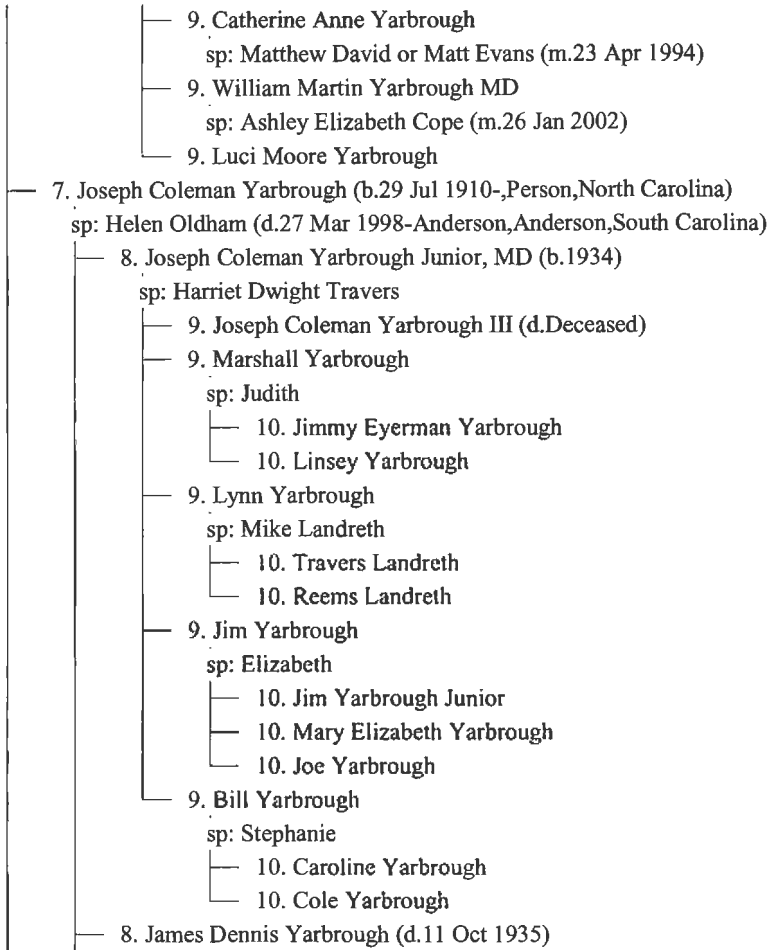 9. Catherine Anne Yarbrough
sp: Matthew David or Matt Evans (m.23 Apr 1994)
9. William Martin Yarbrough MD
sp: Ashley Elizabeth Cope (m.26 Jan 2002)
9. Luci Moore Yarbrough
7. Joseph Coleman Yarbrough (b.29 Jul 1910-,Person,North Carolina)
sp: Helen Oldham (d.27 Mar 1998-Anderson,Anderson,South Carolina)
8. Joseph Coleman Yarbrough Junior, MD (b.1934)
sp: Harriet Dwight Travers
9. Joseph Coleman Yarbrough III (d.Deceased)
9. Marshall Yarbrough
sp: Judith
10. Jimmy Eyerman Yarbrough
10. Linsey Yarbrough
9. Lynn Yarbrough
sp: Mike Landreth
10. Travers Landreth
10. Reems Landreth
9. Jim Yarbrough
sp: Elizabeth
10. Jim Yarbrough Junior
10. Mary Elizabeth Yarbrough
10. Joe Yarbrough
9. Bill Yarbrough
sp: Stephanie
10. Caroline Yarbrough
10. Cole Yarbrough
8. James Dennis Yarbrough (d.11 Oct 1935)